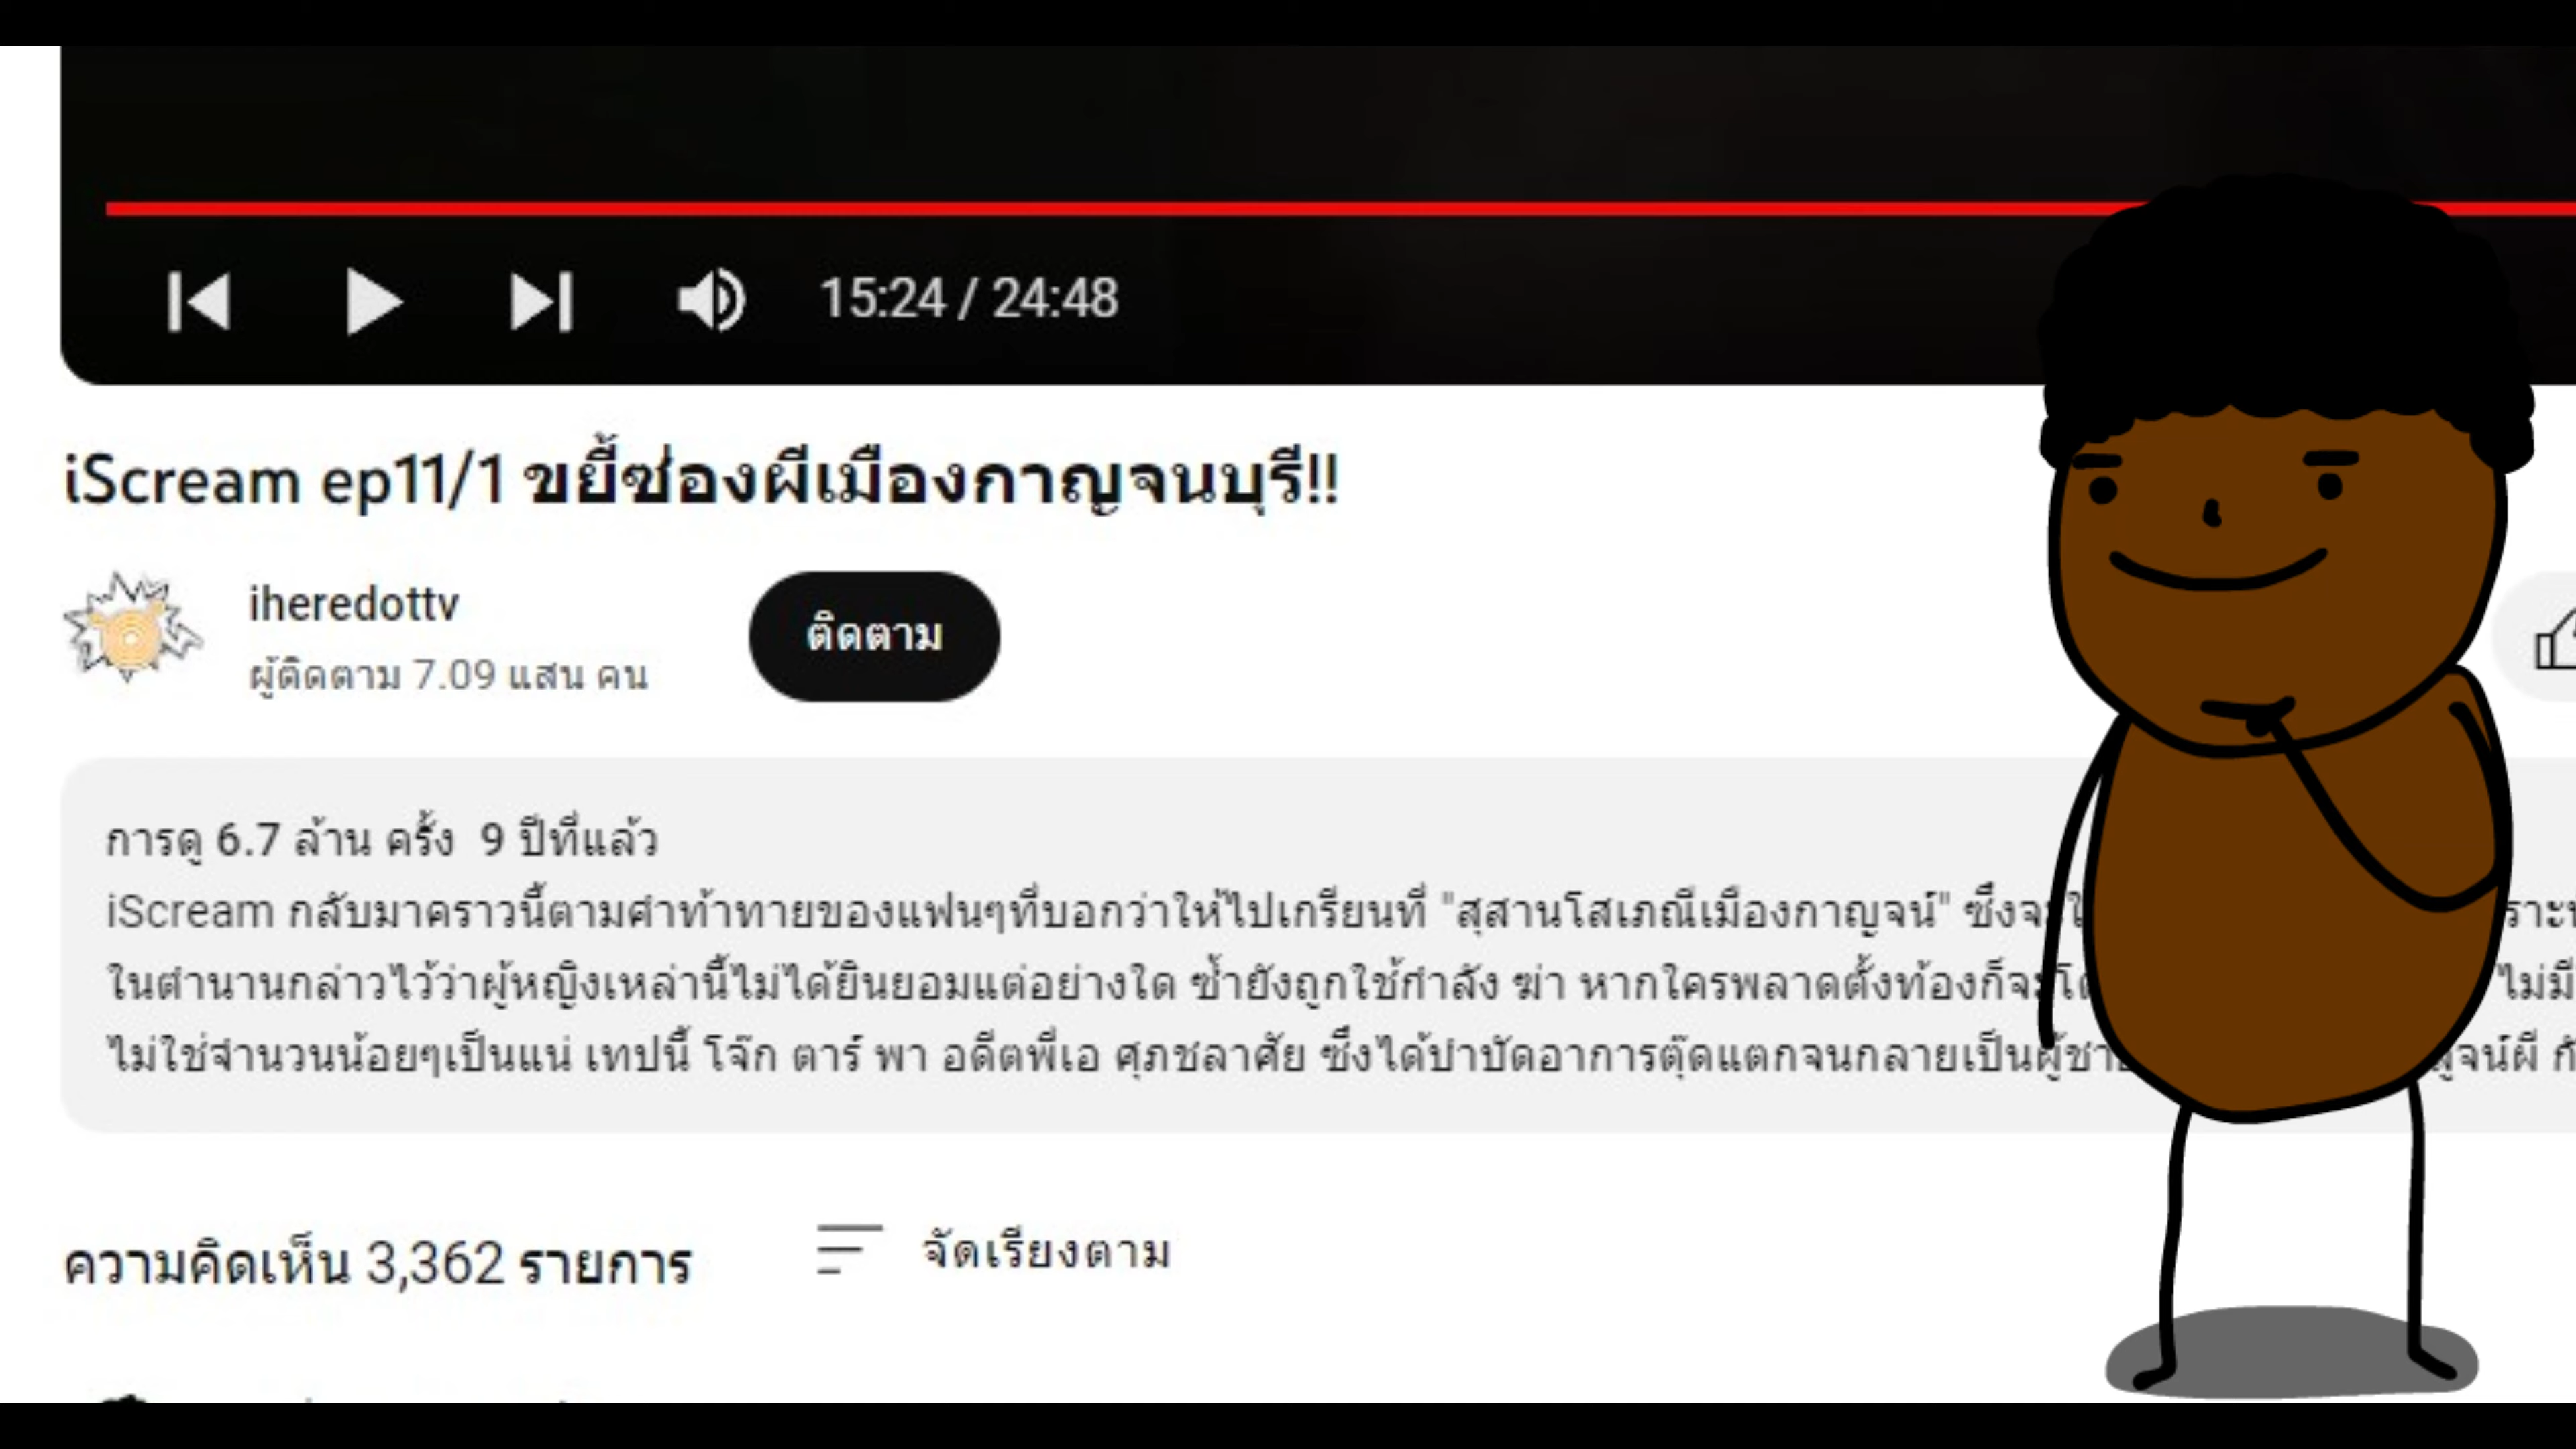 15:24 / 24:48
iScream ep11/1 ขยี้ซ่องผีเมืองกาญจนบุรี!!
iheredottv
ผู้ติดตาม 7.09 แสน คน
ติดตาม
การดู 6.7 ล้าน ครั้ง 9 ปีที่แล้ว
iScream กลับมาคราวนี้ตามคำท้าทายของแฟนๆที่บอกว่าให้ไปเกรียนที่ "สุสานโสเภณีเมืองกาญจน์" ซึ่งจะ
ในตำนานกล่าวไว้ว่าผู้หญิงเหล่านี้ไม่ได้ยินยอมแต่อย่างใด ซ้ำยังถูกใช้กำลัง ฆ่า หากใครพลาดตั้งท้องก็จะ ไม่มี
ไม่ใช่จำนวนน้อยๆเป็นแน่ เทปนี้ โจ๊ก ตาร์ พา อดีตพี่เอ ศุภชลาศัย ซึ่งได้บำบัดอาการตุ๊ดแตกจนกลายเป็น
ความคิดเห็น 3,362 รายการ
จัดเรียงตาม